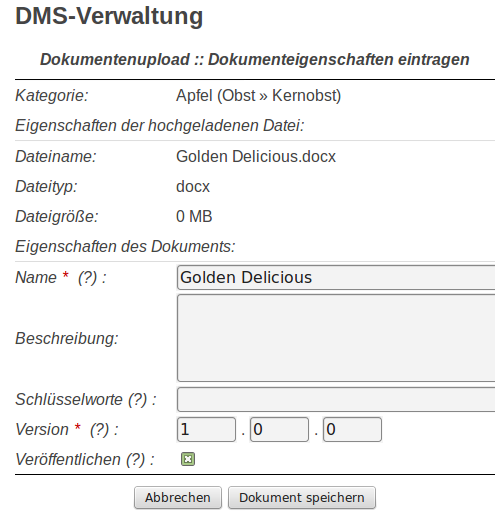 DMS-Verwaltung
Dokumentenupload :: Dokumenteigenschaften eintragen
Kategorie: Apfel (Obst » Kernobst)
Eigenschaften der hochgeladenen Datei:
Dateiname: Golden Delicious.docx
Dateityp: docx
Dateigröße: 0 MB
Eigenschaften des Dokuments:
Name * (?) : Golden Delicious
Beschreibung:
Schlüsselworte (?) :
Version * (?) : 1 . 0 . 0
Veröffentlichen (?) :
Abbrechen Dokument speichern